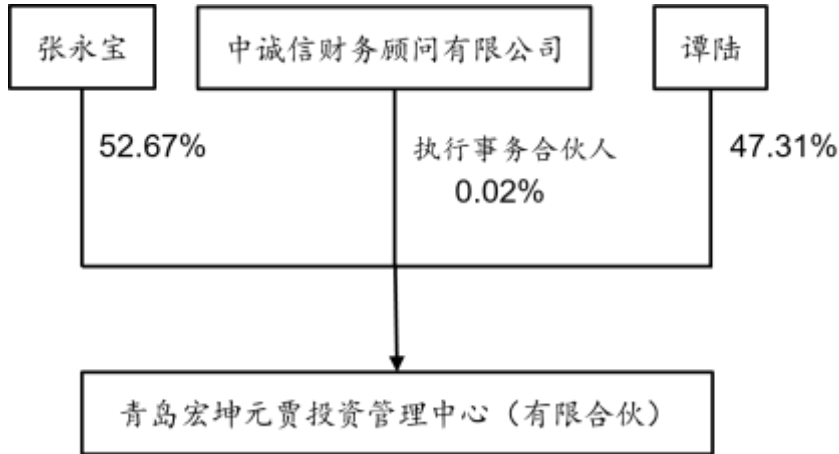 张永宝
中诚信财务顾问有限公司
谭陆
52.67%
执行事务合伙人
0.02%
47.31%
青岛宏坤元贾投资管理中心（有限合伙）